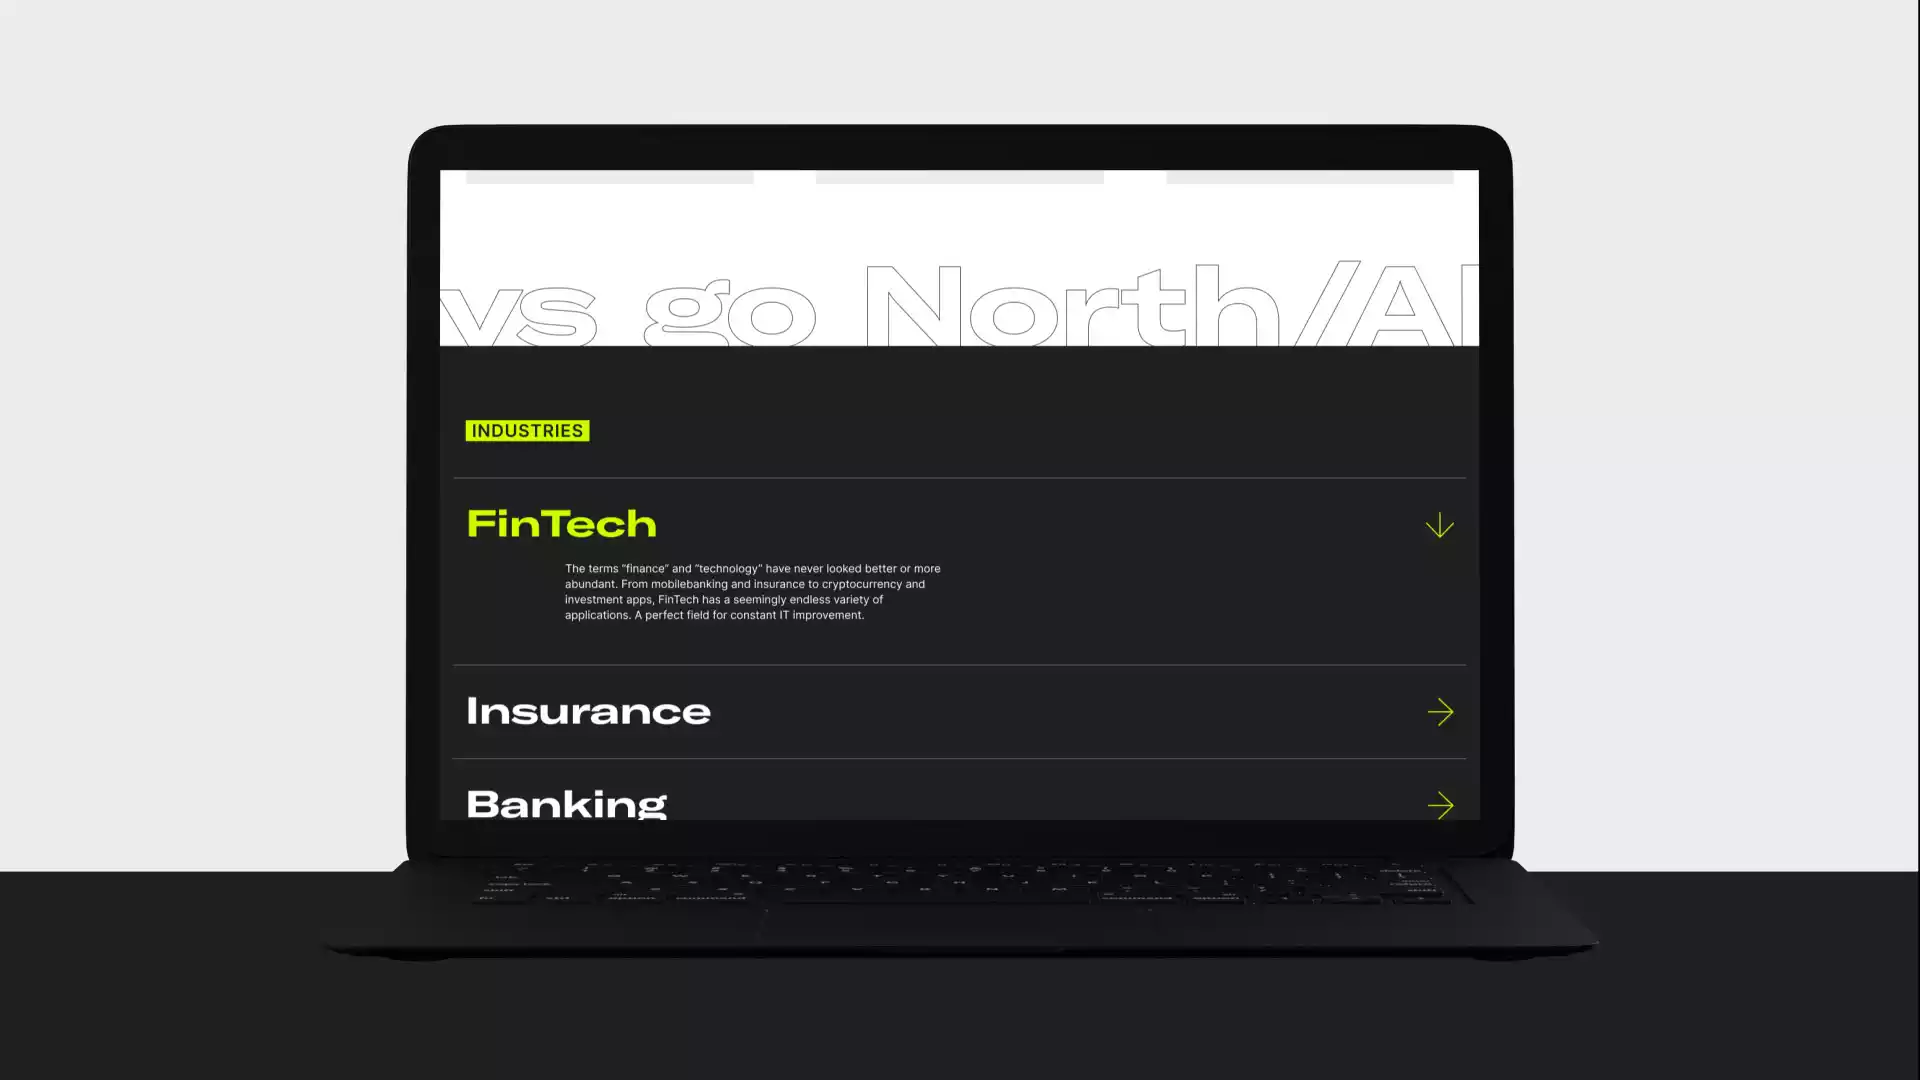 ys go North/Al
INDUSTRIES
FinTech
The terms “finance” and “technology” have never looked better or more
abundant. From mobilebanking and insurance to cryptocurrency and
investment apps, FinTech has a seemingly endless variety of
applications. A perfect field for constant IT improvement.
Insurance
Banking